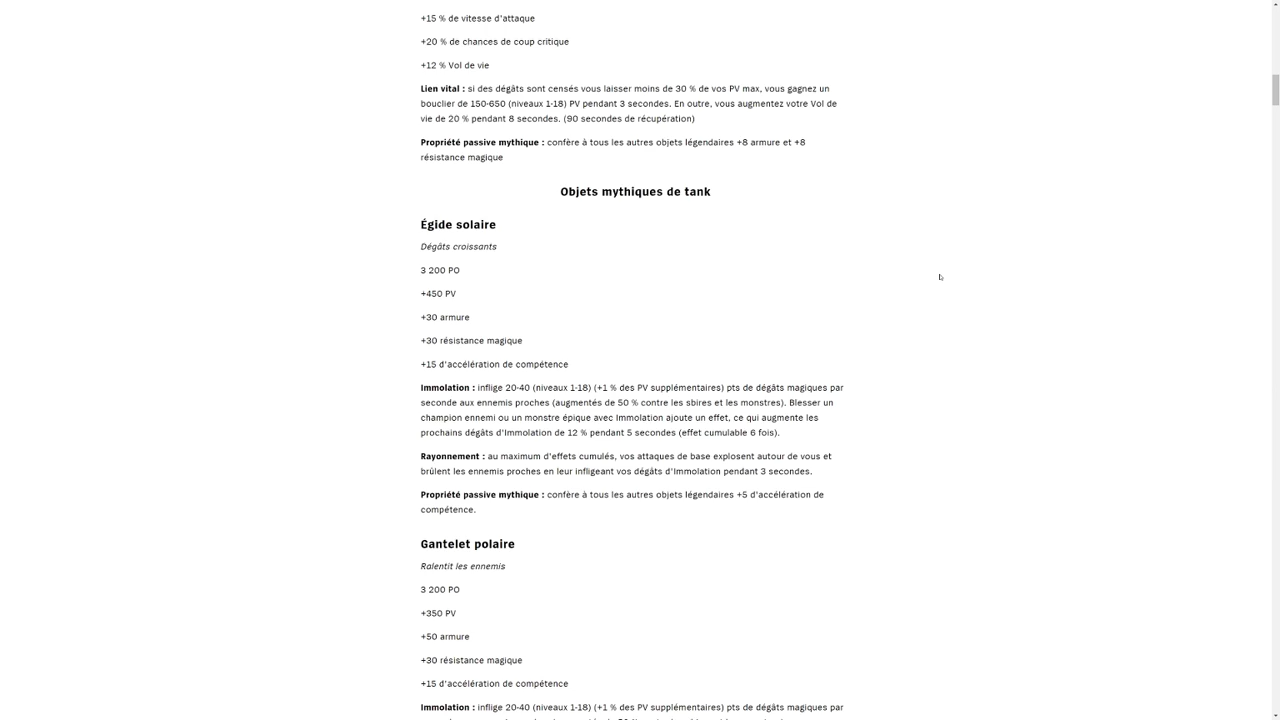 +15 % de vitesse d'attaque
+20 % de chances de coup critique
+12 % Vol de vie
Lien vital : si des dégâts sont censés vous laisser moins de 30 % de vos PV max, vous gagnez un
bouclier de 150-650 (niveaux 1-18) PV pendant 3 secondes. En outre, vous augmentez votre Vol de
vie de 20 % pendant 8 secondes. (90 secondes de récupération)
Propriété passive mythique : confère à tous les autres objets légendaires +8 armure et +8
résistance magique
Objets mythiques de tank
Égide solaire
Dégâts croissants
3 200 PO
+450 PV
+30 armure
+30 résistance magique
+15 d'accélération de compétence
Immolation : inflige 20-40 (niveaux 1-18) (+1 % des PV supplémentaires) pts de dégâts magiques par
seconde aux ennemis proches (augmentés de 50 % contre les sbires et les monstres). Blesser un
champion ennemi ou un monstre épique avec Immolation ajoute un effet, ce qui augmente les
prochains dégâts d'Immolation de 12 % pendant 5 secondes (effet cumulable 6 fois).
Rayonnement : au maximum d'effets cumulés, vos attaques de base explosent autour de vous et
brûlent les ennemis proches en leur infligeant vos dégâts d'Immolation pendant 3 secondes.
Propriété passive mythique : confère à tous les autres objets légendaires +5 d'accélération de
compétence.
Gantelet polaire
Ralentit les ennemis
3 200 PO
+350 PV
+50 armure
+30 résistance magique
+15 d'accélération de compétence
Immolation : inflige 20-40 (niveaux 1-18) (+1 % des PV supplémentaires) pts de dégâts magiques par